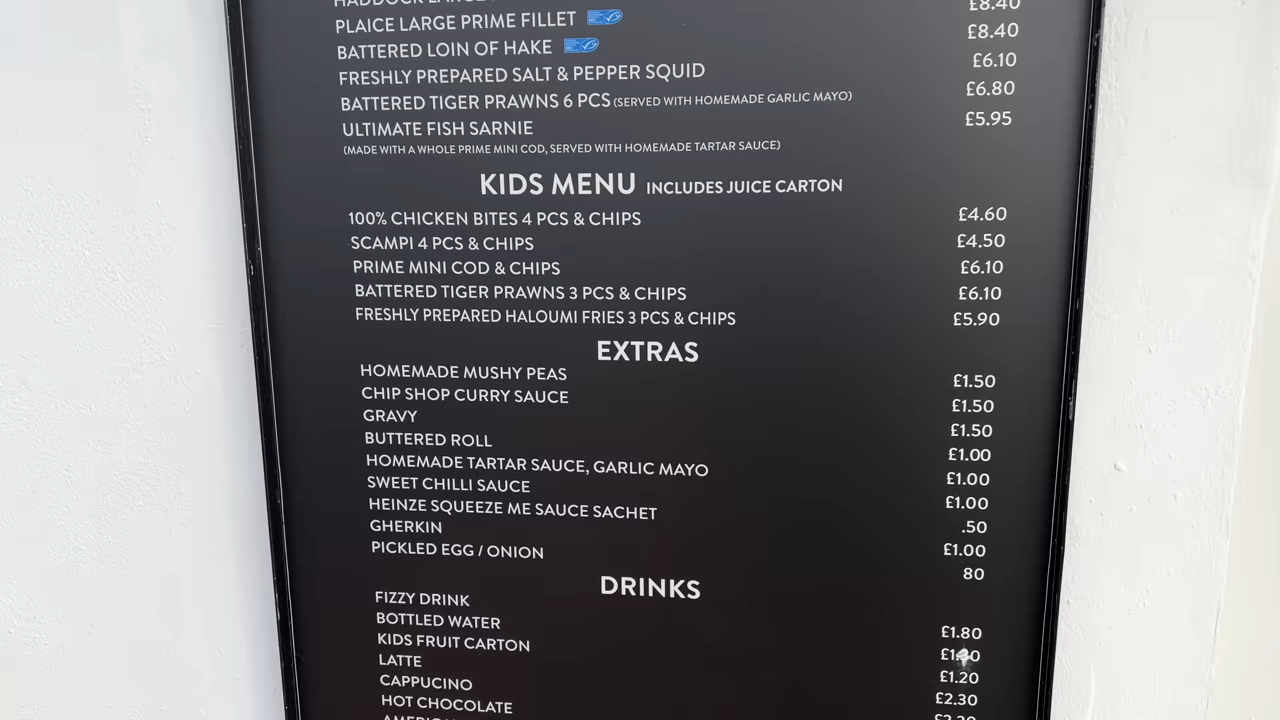 HADDOCK LARGE
PLAICE LARGE PRIME FILLET £8.40
BATTERED LOIN OF HAKE £8.40
FRESHLY PREPARED SALT & PEPPER SQUID £6.10
BATTERED TIGER PRAWNS 6 PCS (SERVED WITH HOMEMADE GARLIC MAYO) £6.80
ULTIMATE FISH SARNIE £5.95
(MADE WITH A WHOLE PRIME MINI COD, SERVED WITH HOMEMADE TARTAR SAUCE)
KIDS MENU INCLUDES JUICE CARTON
100% CHICKEN BITES 4 PCS & CHIPS £4.60
SCAMPI 4 PCS & CHIPS £4.50
PRIME MINI COD & CHIPS £6.10
BATTERED TIGER PRAWNS 3 PCS & CHIPS £6.10
FRESHLY PREPARED HALOUMI FRIES 3 PCS & CHIPS £5.90
EXTRAS
HOMEMADE MUSHY PEAS £1.50
CHIP SHOP CURRY SAUCE £1.50
GRAVY £1.50
BUTTERED ROLL £1.00
HOMEMADE TARTAR SAUCE, GARLIC MAYO £1.00
SWEET CHILLI SAUCE £1.00
HEINZE SQUEEZE ME SAUCE SACHET .50
GHERKIN £1.00
PICKLED EGG / ONION 80
DRINKS
FIZZY DRINK £1.80
BOTTLED WATER
KIDS FRUIT CARTON £1.20
LATTE £2.30
CAPPUCINO
HOT CHOCOLATE